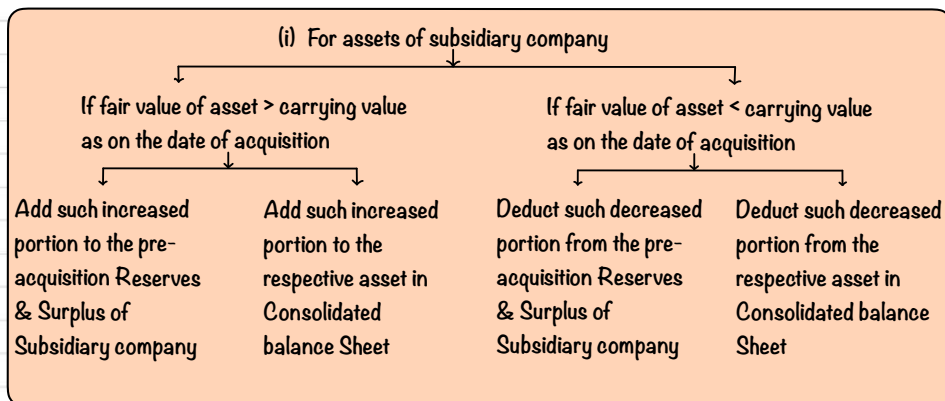 (i) For assets of subsidiary company
If fair value of asset > carrying value
as on the date of acquisition
If fair value of asset < carrying value
as on the date of acquisition
Add such increased
portion to the pre-
acquisition Reserves
& Surplus of
Subsidiary company
Add such increased
portion to the
respective asset in
Consolidated
balance Sheet
Deduct such decreased
portion from the pre-
acquisition Reserves
& Surplus of
Subsidiary company
Deduct such decreased
portion from the
respective asset in
Consolidated balance
Sheet